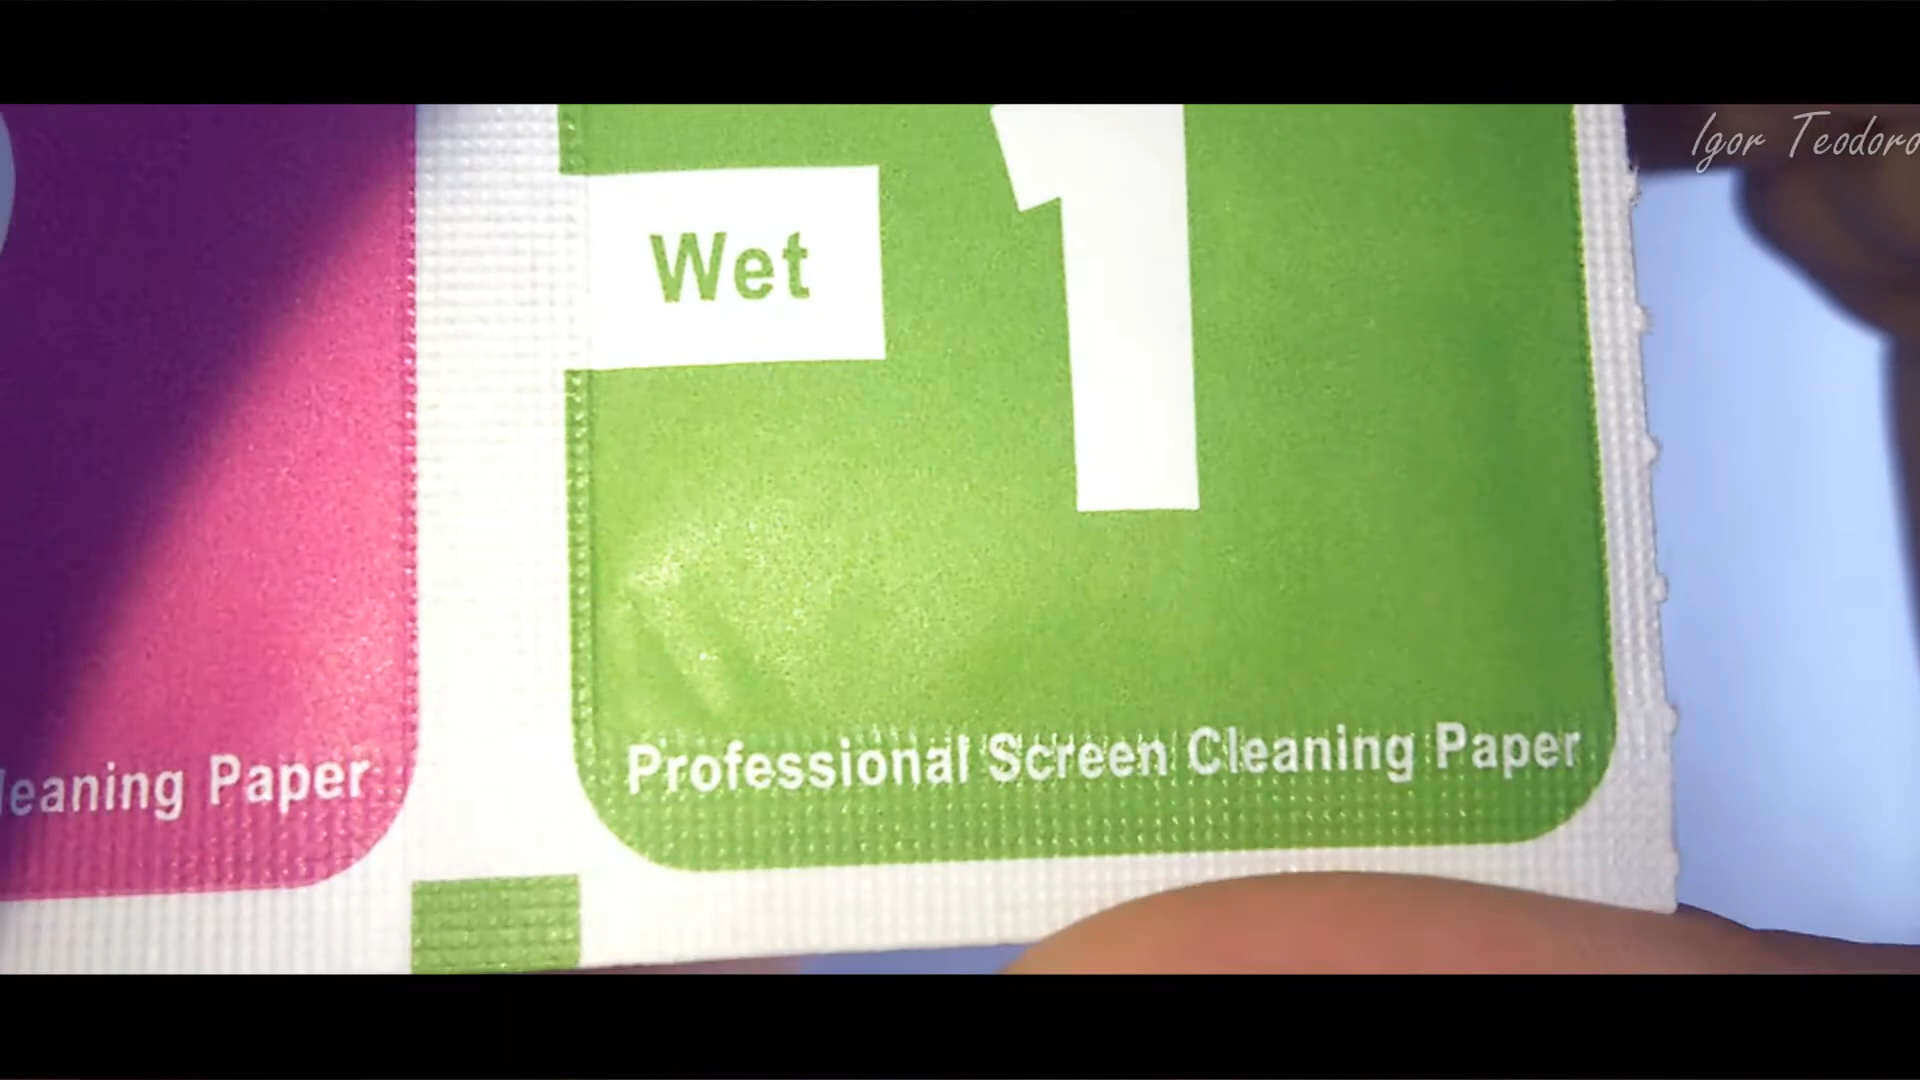 Igor Teodoro
Wet
1
Professional Screen Cleaning Paper
leaning Paper